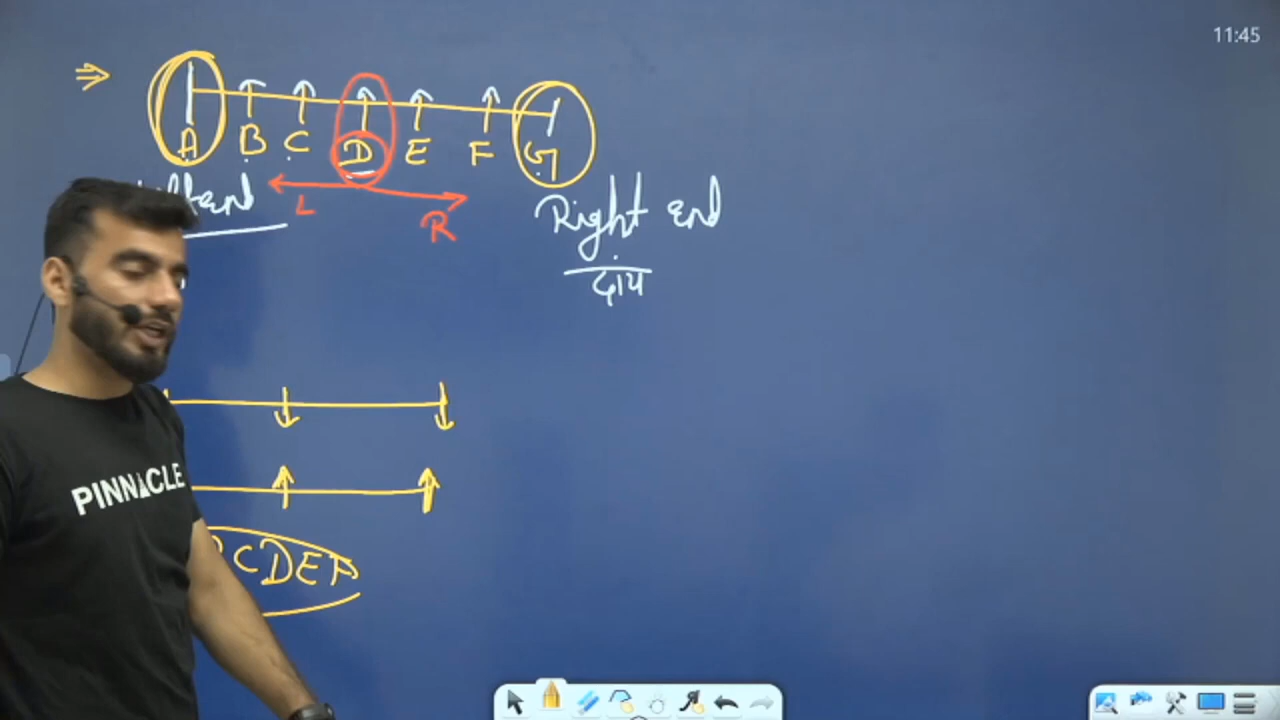 11:45
⇒ A B C D E F G
L R
Right end
दाय
PINNACLE
CDEF